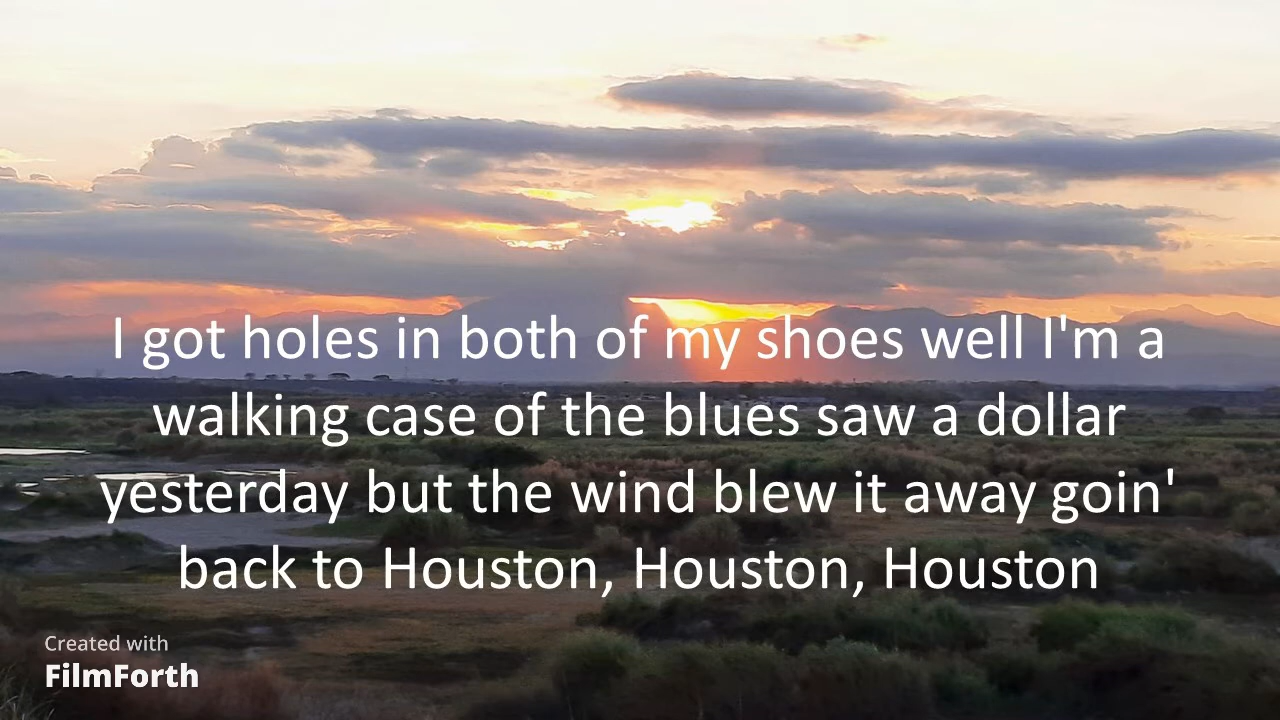 I got holes in both of my shoes well I'm a
walking case of the blues saw a dollar
yesterday but the wind blew it away goin'
back to Houston, Houston, Houston
Created with
FilmForth